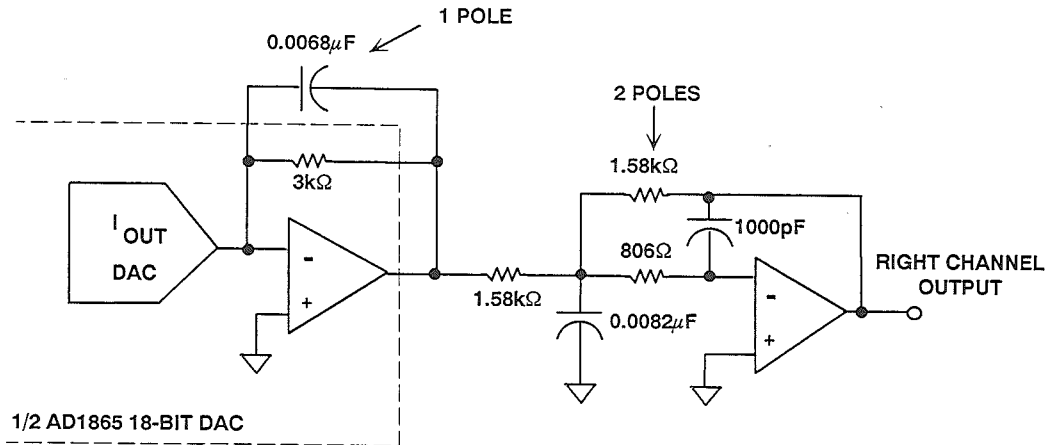 1 POLE
0.0068µF
2 POLES
1.58kΩ
3kΩ
I OUT
DAC
-
+
1000pF
806Ω
1.58kΩ
0.0082µF
-
+
RIGHT CHANNEL
OUTPUT
1/2 AD1865 18-BIT DAC